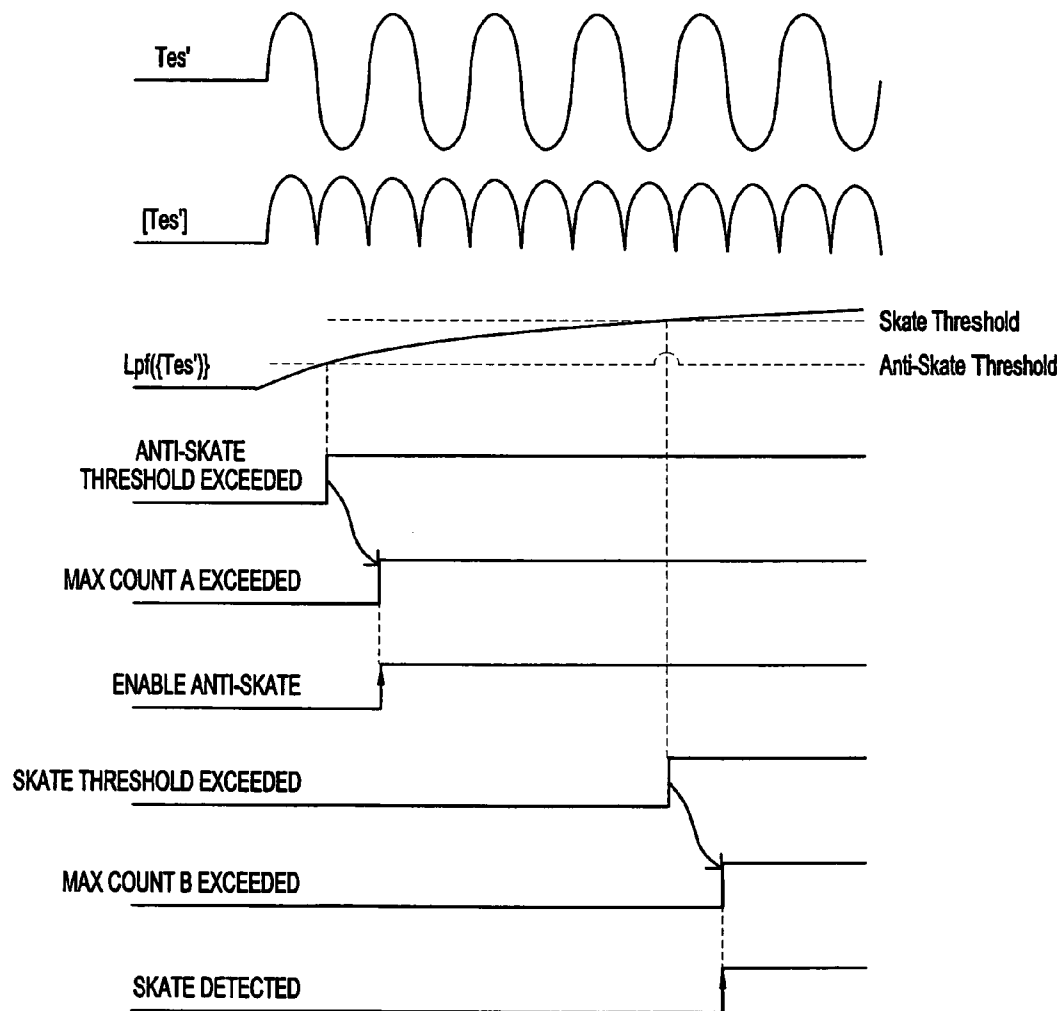 Tes'
[Tes']
Skate Threshold
Lpf({Tes')}
Anti-Skate Threshold
ANTI-SKATE
THRESHOLD EXCEEDED
MAX COUNT A EXCEEDED
ENABLE ANTI-SKATE
SKATE THRESHOLD EXCEEDED
MAX COUNT B EXCEEDED
SKATE DETECTED